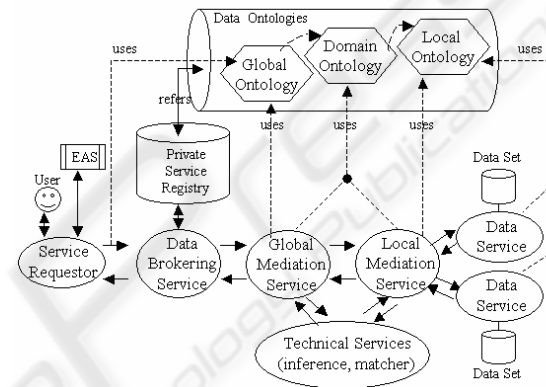 Data Ontologies
uses
uses
Global
Ontology
Domain
Ontology
Local
Ontology
refers
uses
uses
uses
EAS
User
Private
Service
Registry
Data Set
Service
Requestor
Data
Brokering
Service
Global
Mediation
Service
Local
Mediation
Service
Data
Service
Data
Service
Technical Services
(inference, matcher)
Data Set